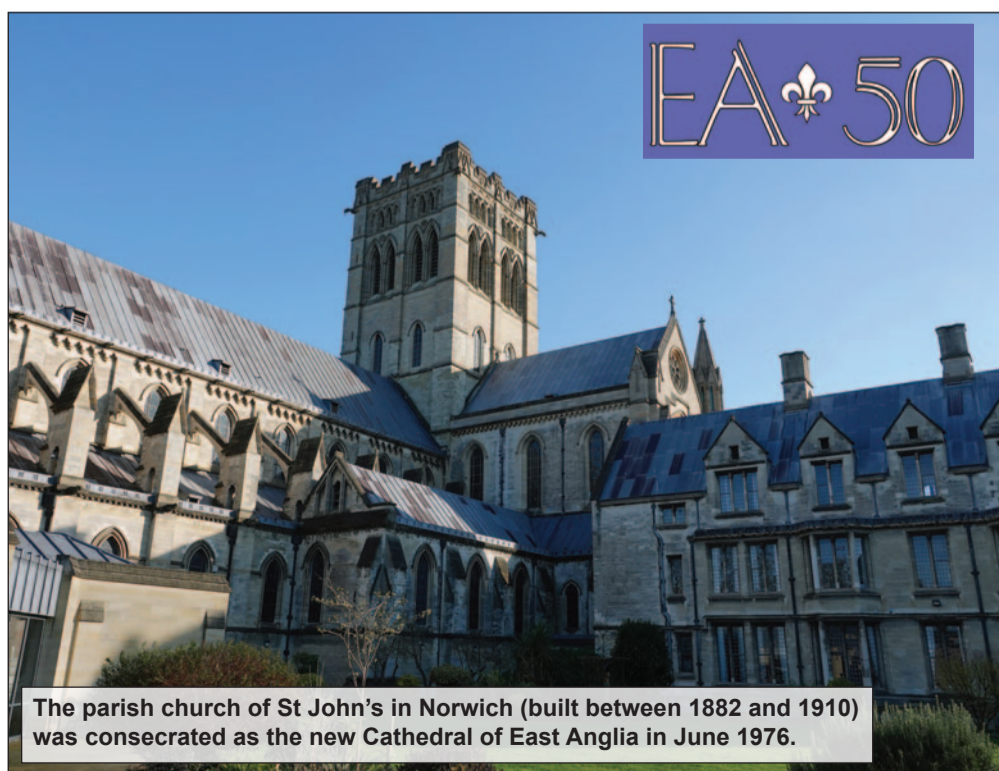 EA 50
The parish church of St John’s in Norwich (built between 1882 and 1910)
was consecrated as the new Cathedral of East Anglia in June 1976.